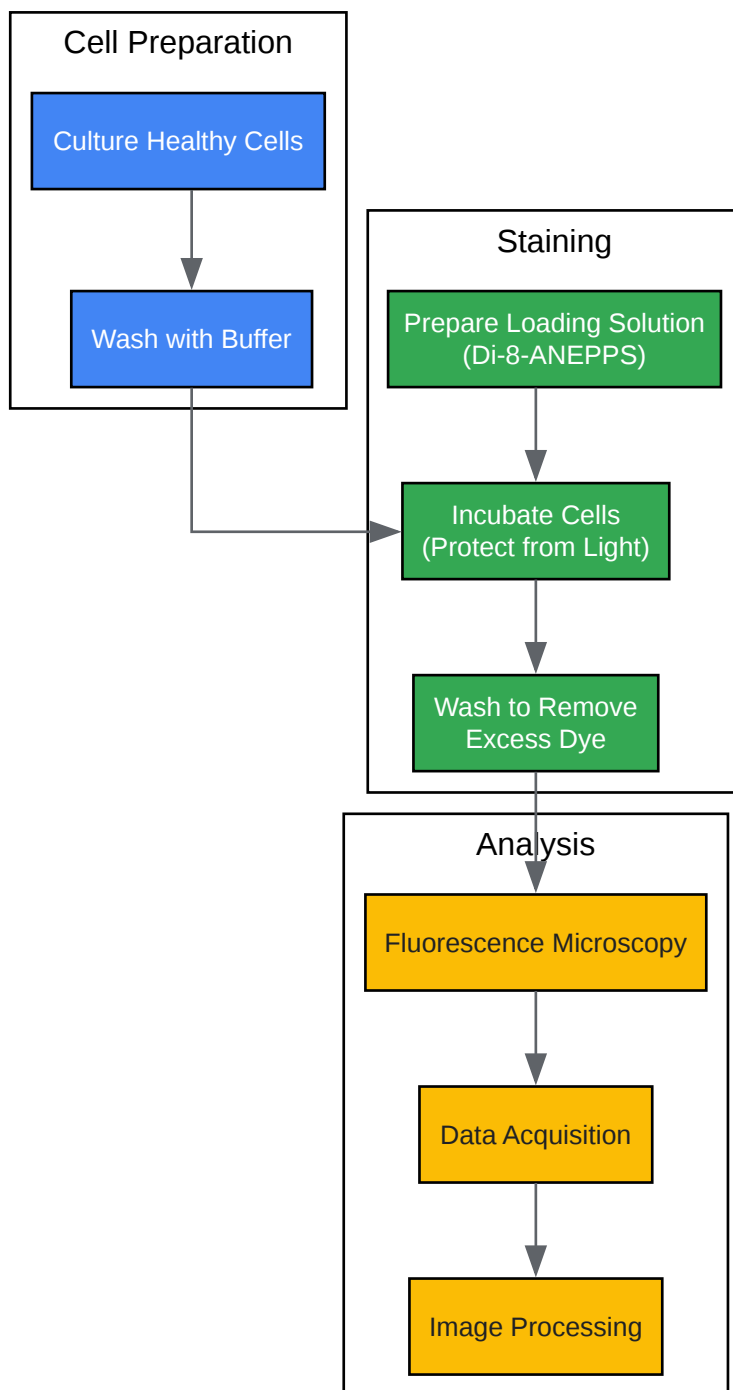 Cell Preparation
Culture Healthy Cells
Wash with Buffer
Staining
Prepare Loading Solution
(Di-8-ANEPPS)
Incubate Cells
(Protect from Light)
Wash to Remove
Excess Dye
Analysis
Fluorescence Microscopy
Data Acquisition
Image Processing